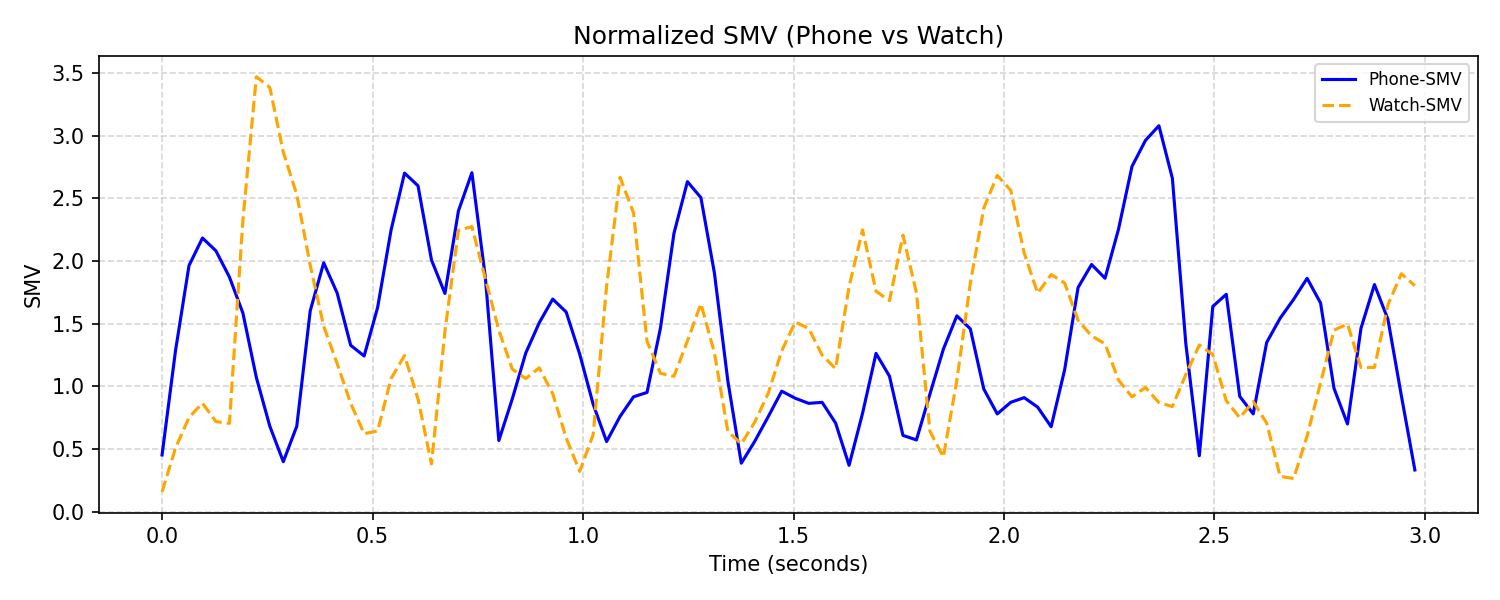 Normalized SMV (Phone vs Watch)
Phone-SMV
Watch-SMV
3.5
3.0
2.5
2.0
1.5
1.0
0.5
0.0
SMV
0.0 0.5 1.0 1.5 2.0 2.5 3.0
Time (seconds)